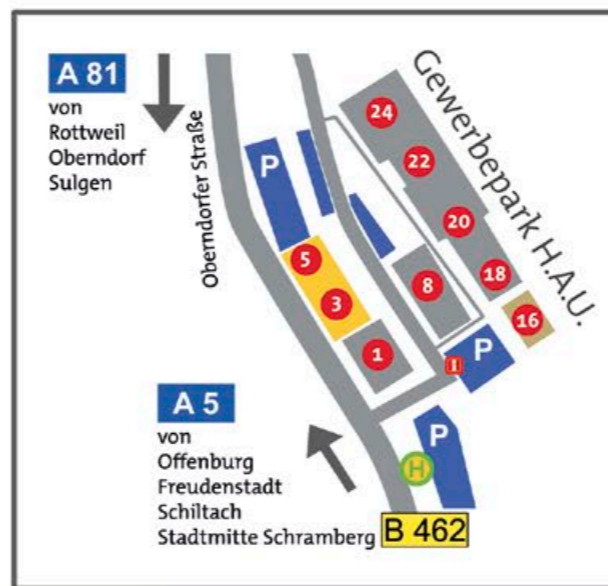 A 81
von
Rottweil
Oberndorf
Sulgen
Oberndorfer Straße
Gewerbepark H.A.U.
P
24
22
20
18
16
5
3
8
1
P
I
A 5
von
Offenburg
Freudenstadt
Schiltach
Stadtmitte Schramberg
P
H
B 462